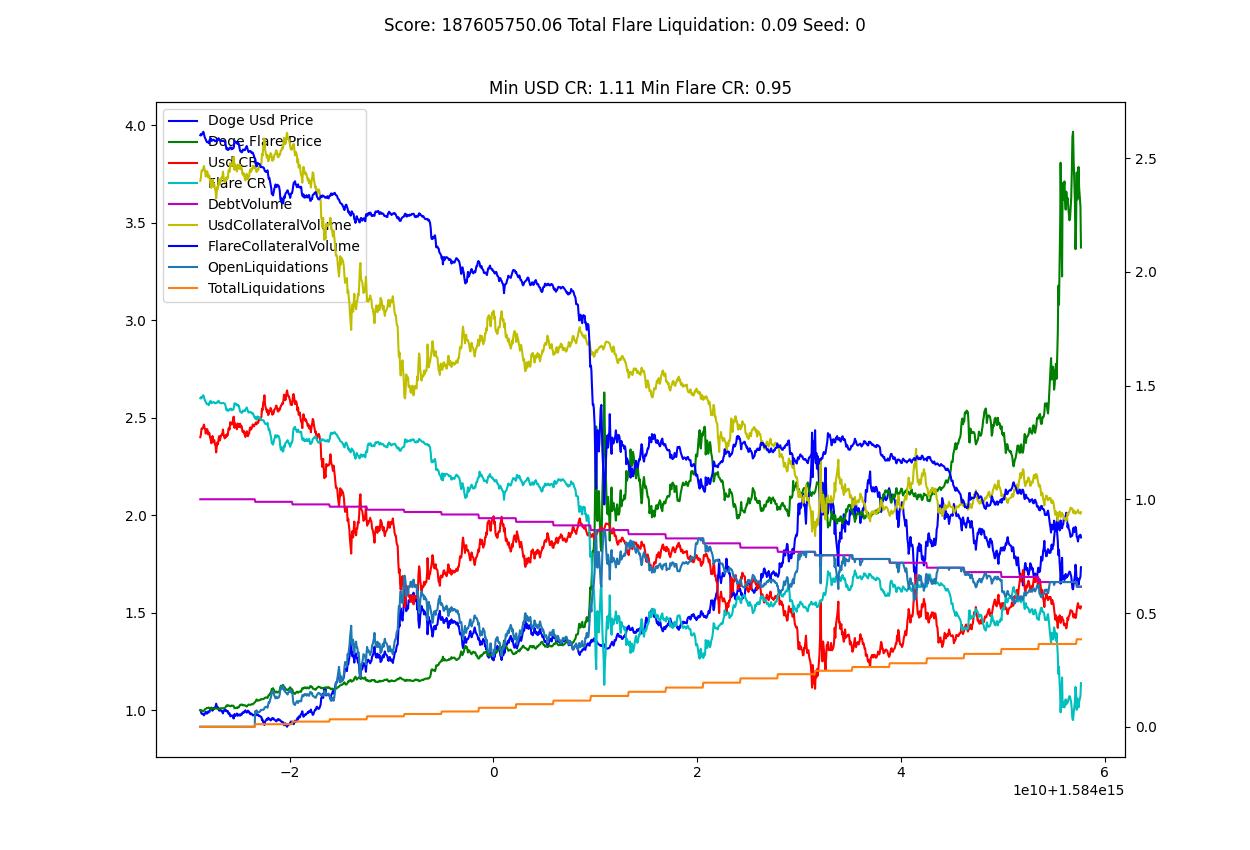 Score: 187605750.06 Total Flare Liquidation: 0.09 Seed: 0
Min USD CR: 1.11 Min Flare CR: 0.95
Doge Usd Price
Doge Flare Price
Usd CR
Flare CR
DebtVolume
UsdCollateralVolume
FlareCollateralVolume
OpenLiquidations
TotalLiquidations
4.0
3.5
3.0
2.5
2.0
1.5
1.0
2.5
2.0
1.5
1.0
0.5
0.0
−2 0 2 4 6
1e10+1.584e15